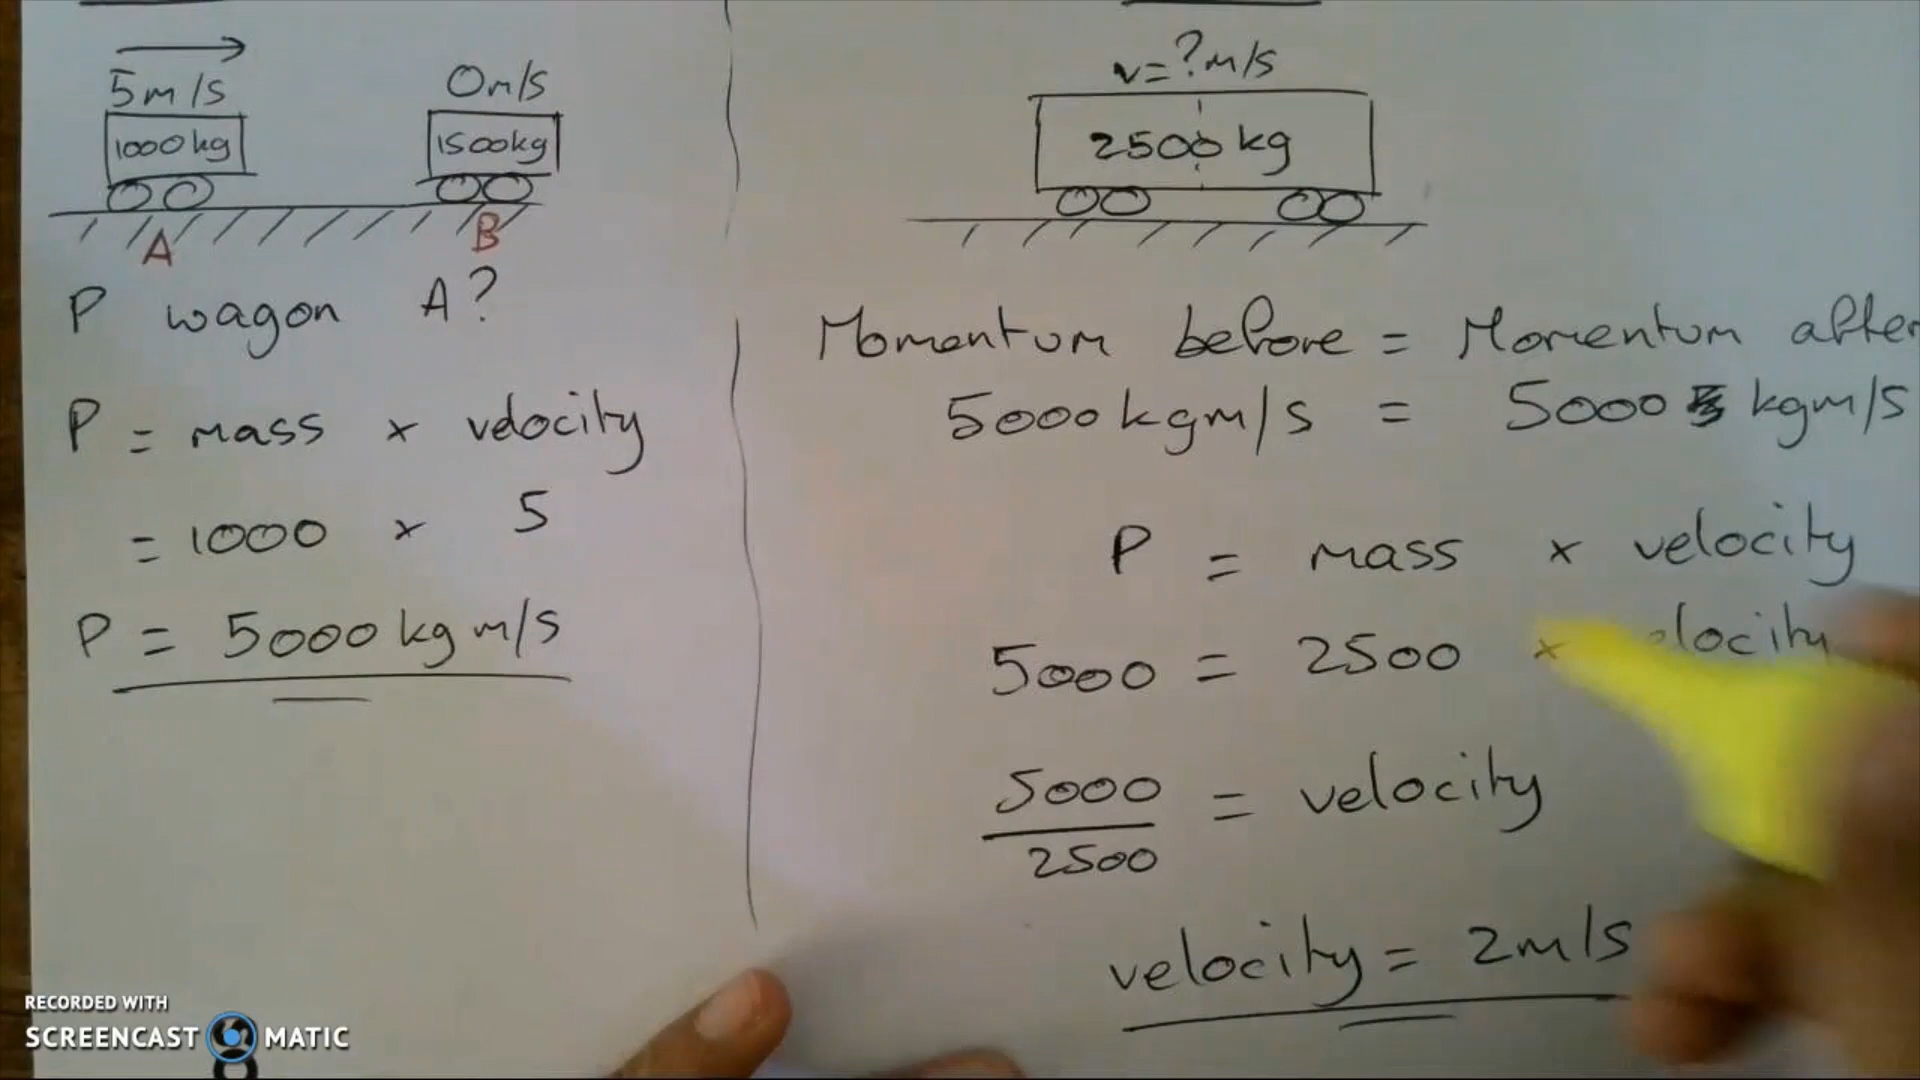 5m/s
0m/s
1000kg
1500kg
A
B
P wagon A?
P = mass x velocity
= 1000 x 5
P = 5000 kg m/s
v=?m/s
2500 kg
Momentum before = Momentum after
5000 kgm/s = 5000 kgm/s
P = mass x velocity
5000 = 2500 x locity
5000 = velocity
2500
velocity = 2m/s
RECORDED WITH
SCREENCAST MATIC